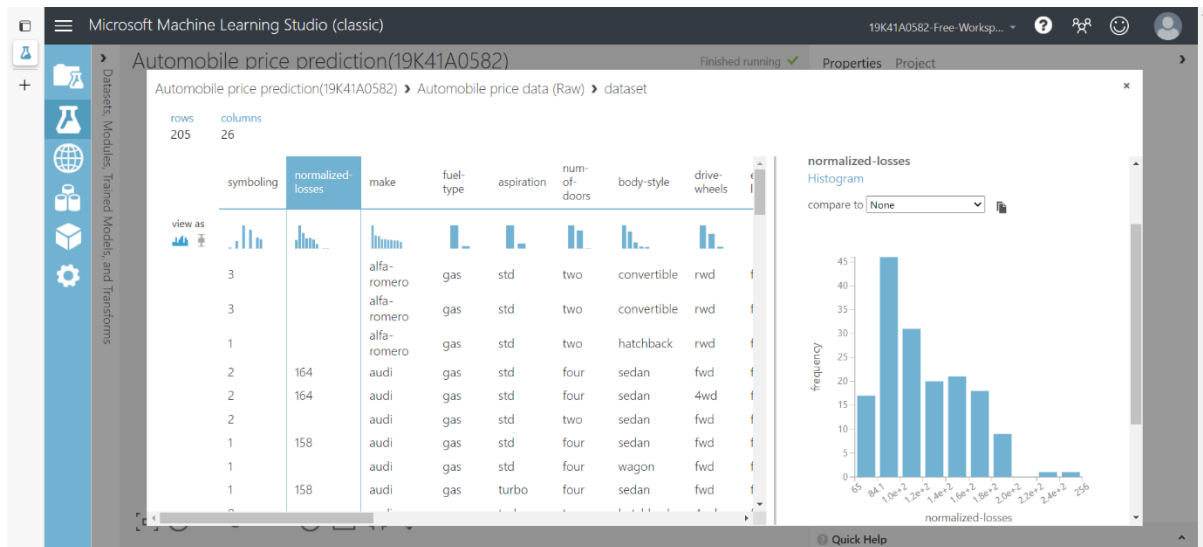 Microsoft Machine Learning Studio (classic)
19K41A0582-Free-Worksp...
Automobile price prediction(19K41A0582)
Finished running
Properties Project
Datasets, Modules, Trained Models, and Transforms
Automobile price prediction(19K41A0582) > Automobile price data (Raw) > dataset
rows columns
205 26
symboling normalized-losses make fuel-type aspiration num-of-doors body-style drive-wheels
view as
3 alfa-romero gas std two convertible rwd
3 alfa-romero gas std two convertible rwd
1 alfa-romero gas std two hatchback rwd
2 164 audi gas std four sedan fwd
2 164 audi gas std four sedan 4wd
2 audi gas std two sedan fwd
1 158 audi gas std four sedan fwd
1 audi gas std four wagon fwd
1 158 audi gas turbo four sedan fwd
normalized-losses
Histogram
compare to None
frequency
45
40
35
30
25
20
15
10
5
0
65 84.1 1.0e+2 1.2e+2 1.4e+2 1.6e+2 1.8e+2 2.0e+2 2.2e+2 2.4e+2 256
normalized-losses
Quick Help